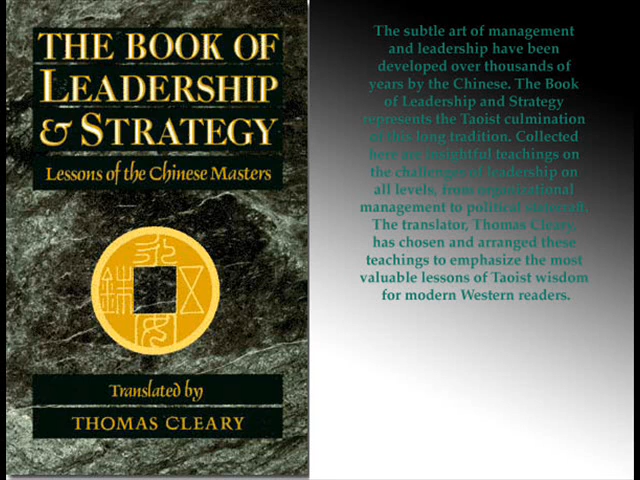 THE BOOK OF
LEADERSHIP
& STRATEGY
Lessons of the Chinese Masters
永安五銖
Translated by
THOMAS CLEARY
The subtle art of management
and leadership have been
developed over thousands of
years by the Chinese. The Book
of Leadership and Strategy
represents the Taoist culmination
of this long tradition. Collected
here are insightful teachings on
the challenges of leadership on
all levels, from organizational
management to political statecraft.
The translator, Thomas Cleary,
has chosen and arranged these
teachings to emphasize the most
valuable lessons of Taoist wisdom
for modern Western readers.